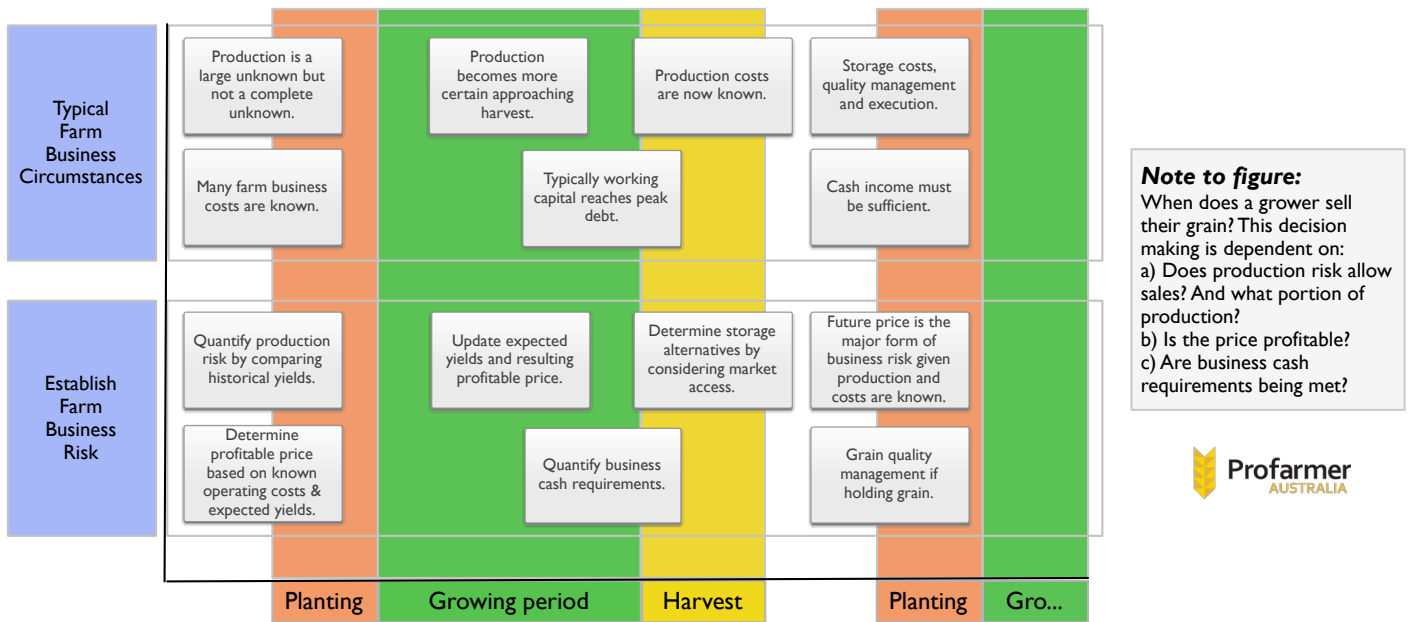 Typical
Farm
Business
Circumstances
Production is a
large unknown but
not a complete
unknown.
Production
becomes more
certain approaching
harvest.
Production costs
are now known.
Storage costs,
quality management
and execution.
Many farm business
costs are known.
Typically working
capital reaches peak
debt.
Cash income must
be sufficient.
Establish
Farm
Business
Risk
Quantify production
risk by comparing
historical yields.
Update expected
yields and resulting
profitable price.
Determine storage
alternatives by
considering market
access.
Future price is the
major form of
business risk given
production and
costs are known.
Determine
profitable price
based on known
operating costs &
expected yields.
Quantify business
cash requirements.
Grain quality
management if
holding grain.
Planting
Growing period
Harvest
Planting
Gro...
Note to figure:
When does a grower sell
their grain? This decision
making is dependent on:
a) Does production risk allow
sales? And what portion of
production?
b) Is the price profitable?
c) Are business cash
requirements being met?
Profarmer
AUSTRALIA